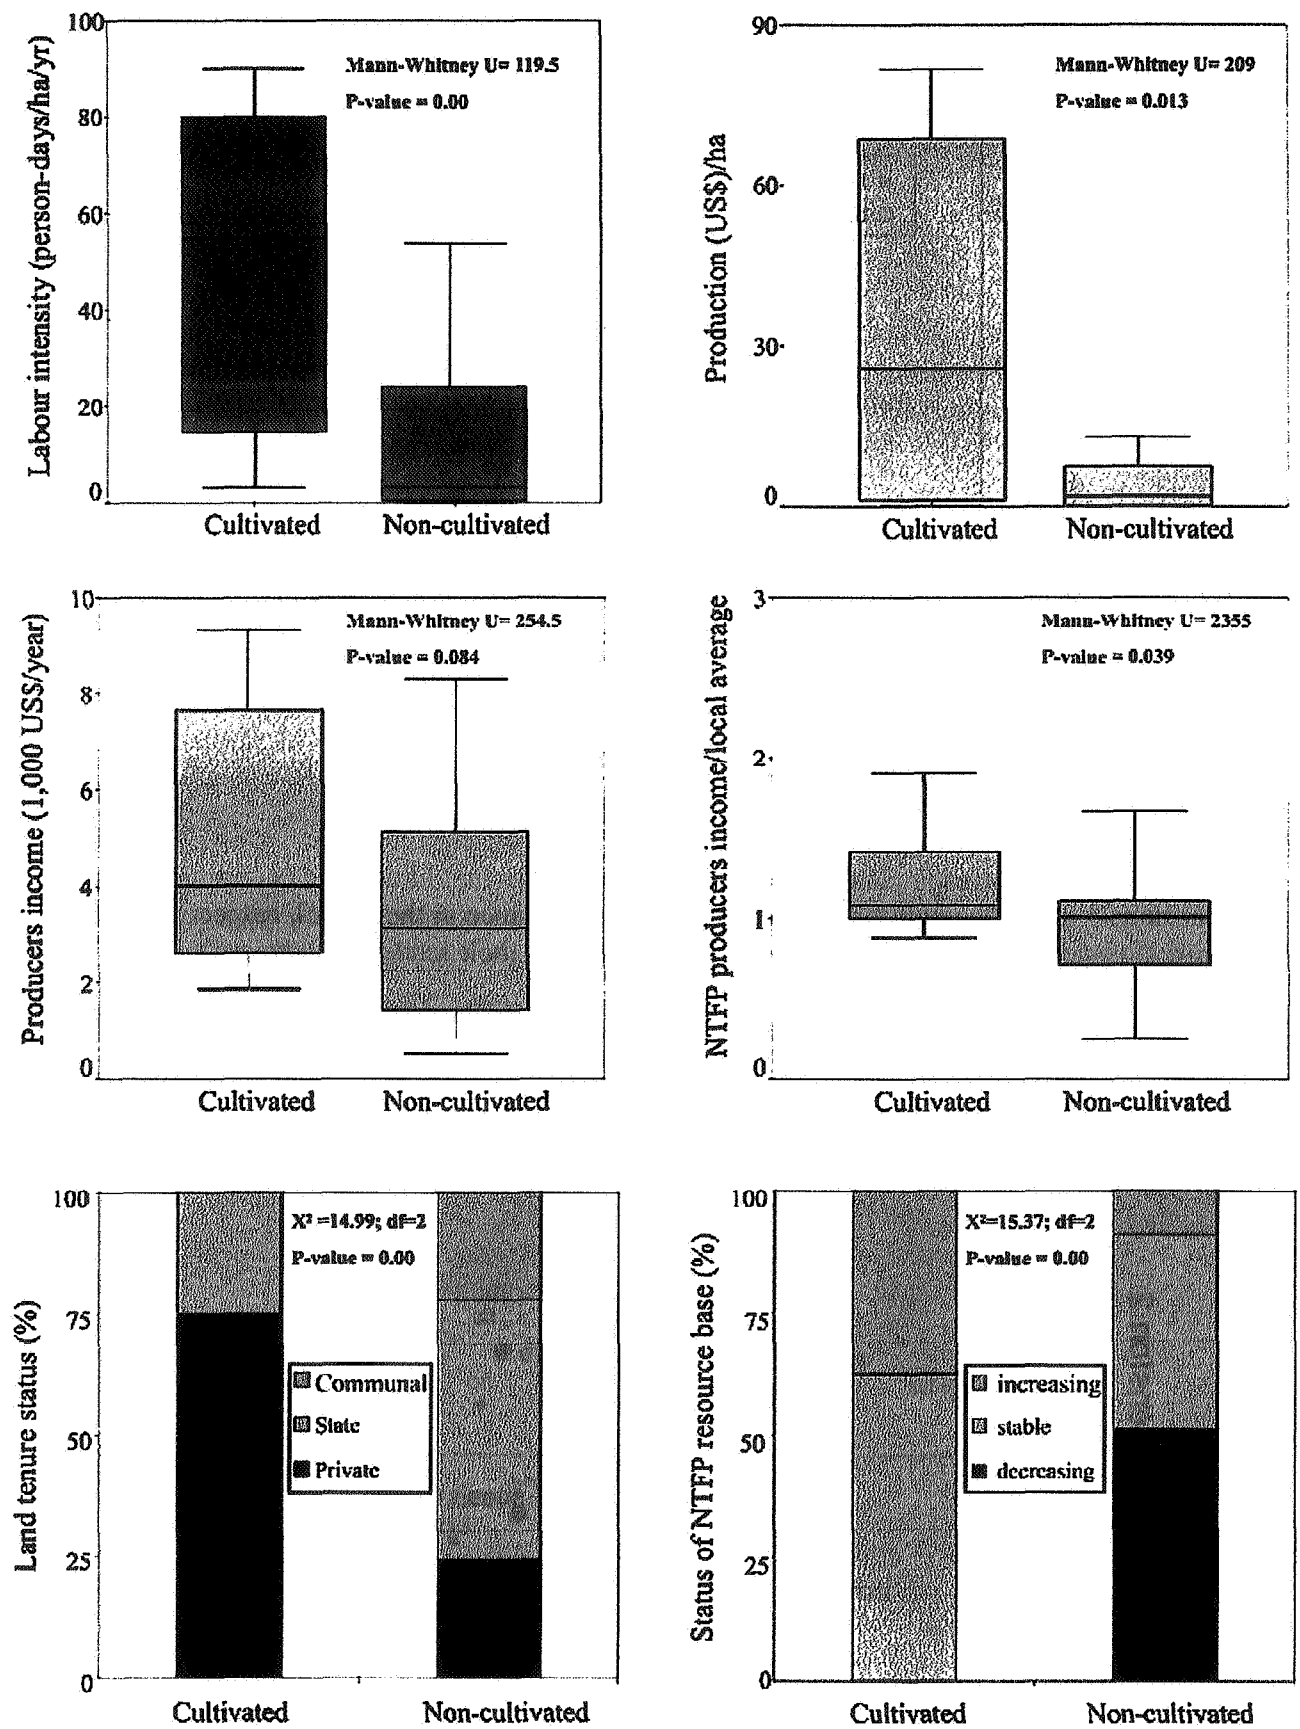 100
80
60
40
20
0
Labour intensity (person-days/ha/yr)
Mann-Whitney U= 119.5
P-value = 0.00
Cultivated Non-cultivated
90
60
30
0
Production (US$)/ha
Mann-Whitney U= 209
P-value = 0.013
Cultivated Non-cultivated
10
8
6
4
2
0
Producers income (1,000 US$/year)
Mann-Whitney U= 254.5
P-value = 0.084
Cultivated Non-cultivated
3
2
1
0
NTFP producers income/local average
Mann-Whitney U= 2355
P-value = 0.039
Cultivated Non-cultivated
100
75
50
25
0
Land tenure status (%)
X² =14.99; df=2
P-value = 0.00
Communal
State
Private
Cultivated Non-cultivated
100
75
50
25
0
Status of NTFP resource base (%)
X²=15.37; df=2
P-value = 0.00
increasing
stable
decreasing
Cultivated Non-cultivated